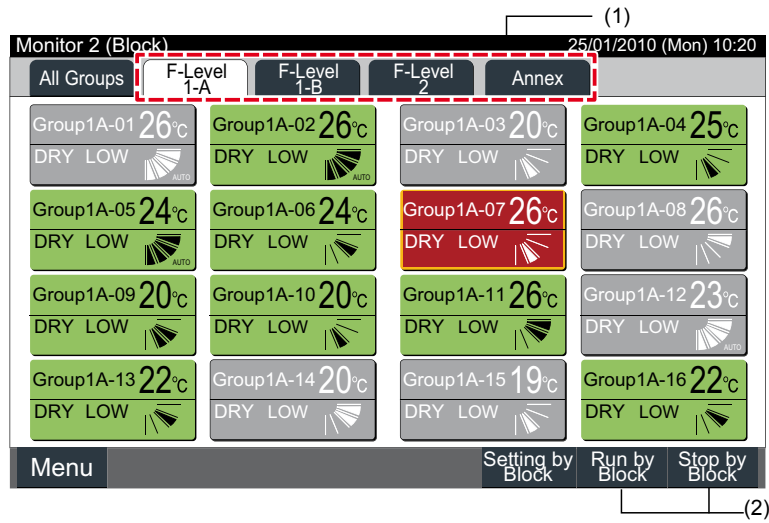 (1)
Monitor 2 (Block) 25/01/2010 (Mon) 10:20
All Groups F-Level 1-A F-Level 1-B F-Level 2 Annex
Group1A-01 26°C Group1A-02 26°C Group1A-03 20°C Group1A-04 25°C
DRY LOW AUTO DRY LOW AUTO DRY LOW DRY LOW
Group1A-05 24°C Group1A-06 24°C Group1A-07 26°C Group1A-08 26°C
DRY LOW AUTO DRY LOW DRY LOW DRY LOW
Group1A-09 20°C Group1A-10 20°C Group1A-11 26°C Group1A-12 23°C
DRY LOW DRY LOW DRY LOW DRY LOW AUTO
Group1A-13 22°C Group1A-14 20°C Group1A-15 19°C Group1A-16 22°C
DRY LOW DRY LOW DRY LOW DRY LOW
Menu Setting by Block Run by Block Stop by Block
(2)